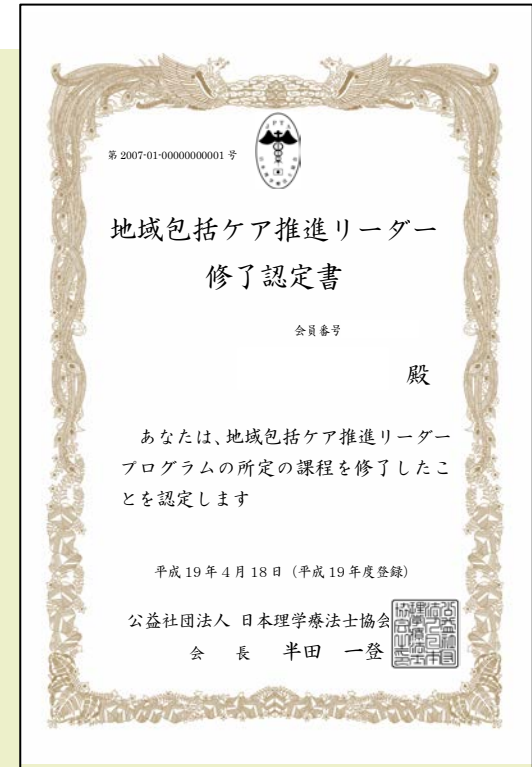 JPTA
第 2007-01-00000000001 号
地域包括ケア推進リーダー
修了認定書
会員番号
殿
あなたは、地域包括ケア推進リーダー
プログラムの所定の課程を修了したこ
とを認定します
平成 19 年 4 月 18 日（平成 19 年度登録）
公益社団法人 日本理学療法士協会
会 長 半田 一登